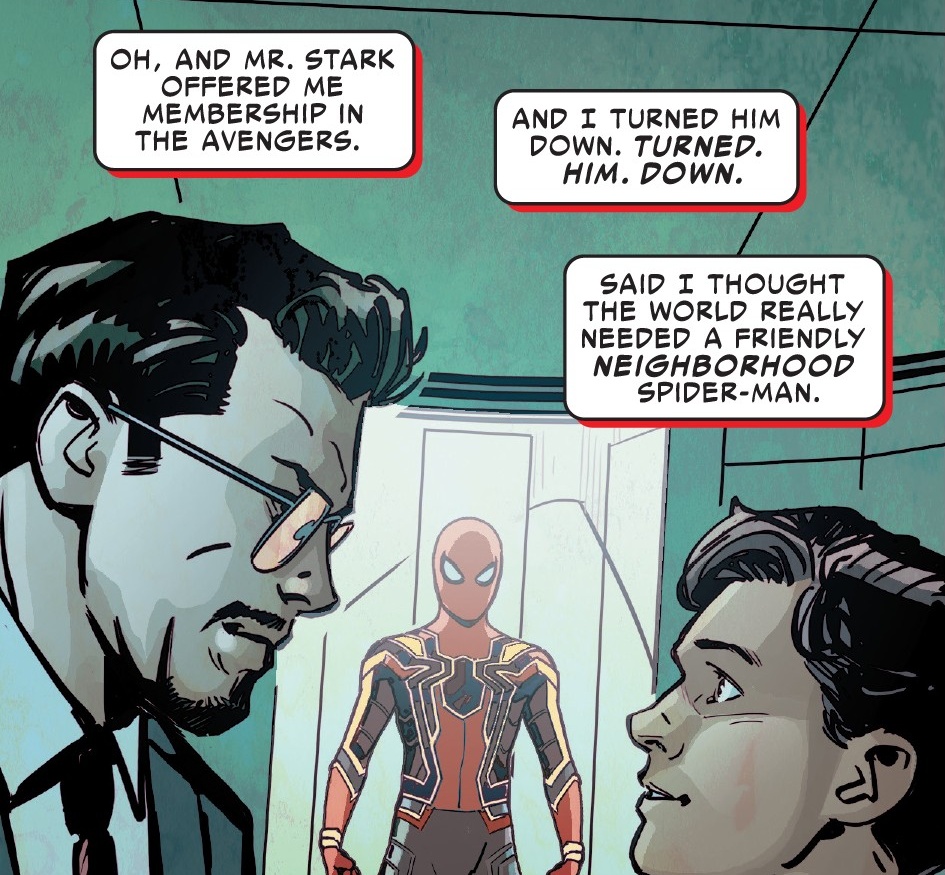 OH, AND MR. STARK
OFFERED ME
MEMBERSHIP IN
THE AVENGERS.
AND I TURNED HIM
DOWN. TURNED.
HIM. DOWN.
SAID I THOUGHT
THE WORLD REALLY
NEEDED A FRIENDLY
NEIGHBORHOOD
SPIDER-MAN.